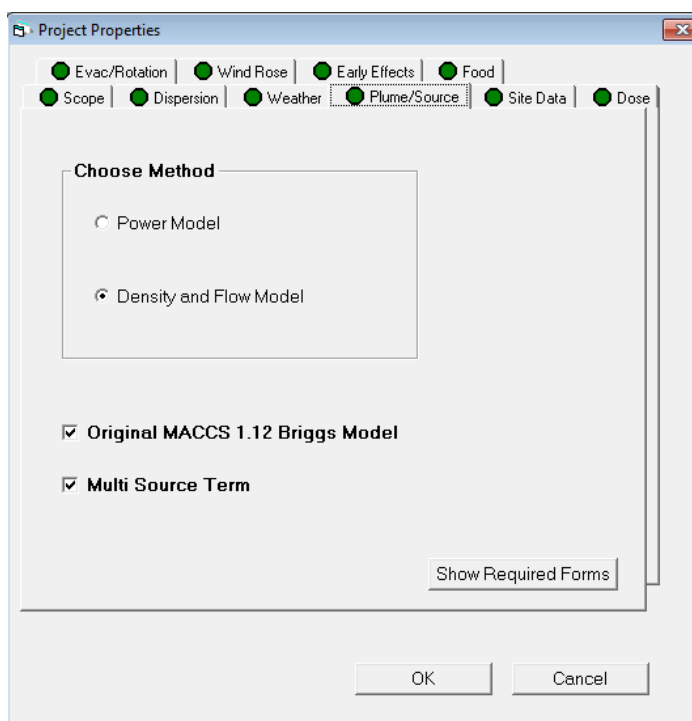 Project Properties
Evac/Rotation Wind Rose Early Effects Food
Scope Dispersion Weather Plume/Source Site Data Dose
Choose Method
Power Model
Density and Flow Model
Original MACCS 1.12 Briggs Model
Multi Source Term
Show Required Forms
OK Cancel